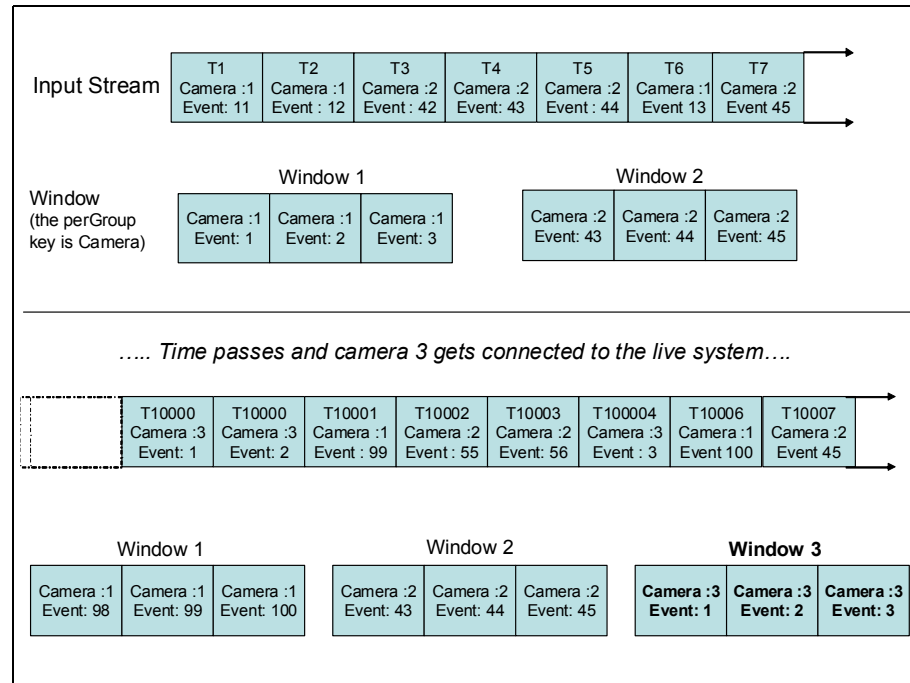 T1 T2 T3 T4 T5 T6 T7
Input Stream Camera :1 Camera :1 Camera :2 Camera :2 Camera :2 Camera :1 Camera :2
Event: 11 Event : 12 Event: 42 Event: 43 Event: 44 Event 13 Event 45
Window 1 Window 2
Window
(the perGroup
key is Camera)
Camera :1 Camera :1 Camera :1 Camera :2 Camera :2 Camera :2
Event: 1 Event: 2 Event: 3 Event: 43 Event: 44 Event: 45
….. Time passes and camera 3 gets connected to the live system….
T10000 T10000 T10001 T10002 T10003 T100004 T10006 T10007
Camera :3 Camera :3 Camera :1 Camera :2 Camera :2 Camera :3 Camera :1 Camera :2
Event: 1 Event: 2 Event : 99 Event: 55 Event: 56 Event : 3 Event 100 Event 45
Window 1 Window 2 Window 3
Camera :1 Camera :1 Camera :1 Camera :2 Camera :2 Camera :2 Camera :3 Camera :3 Camera :3
Event: 98 Event: 99 Event: 100 Event: 43 Event: 44 Event: 45 Event: 1 Event: 2 Event: 3